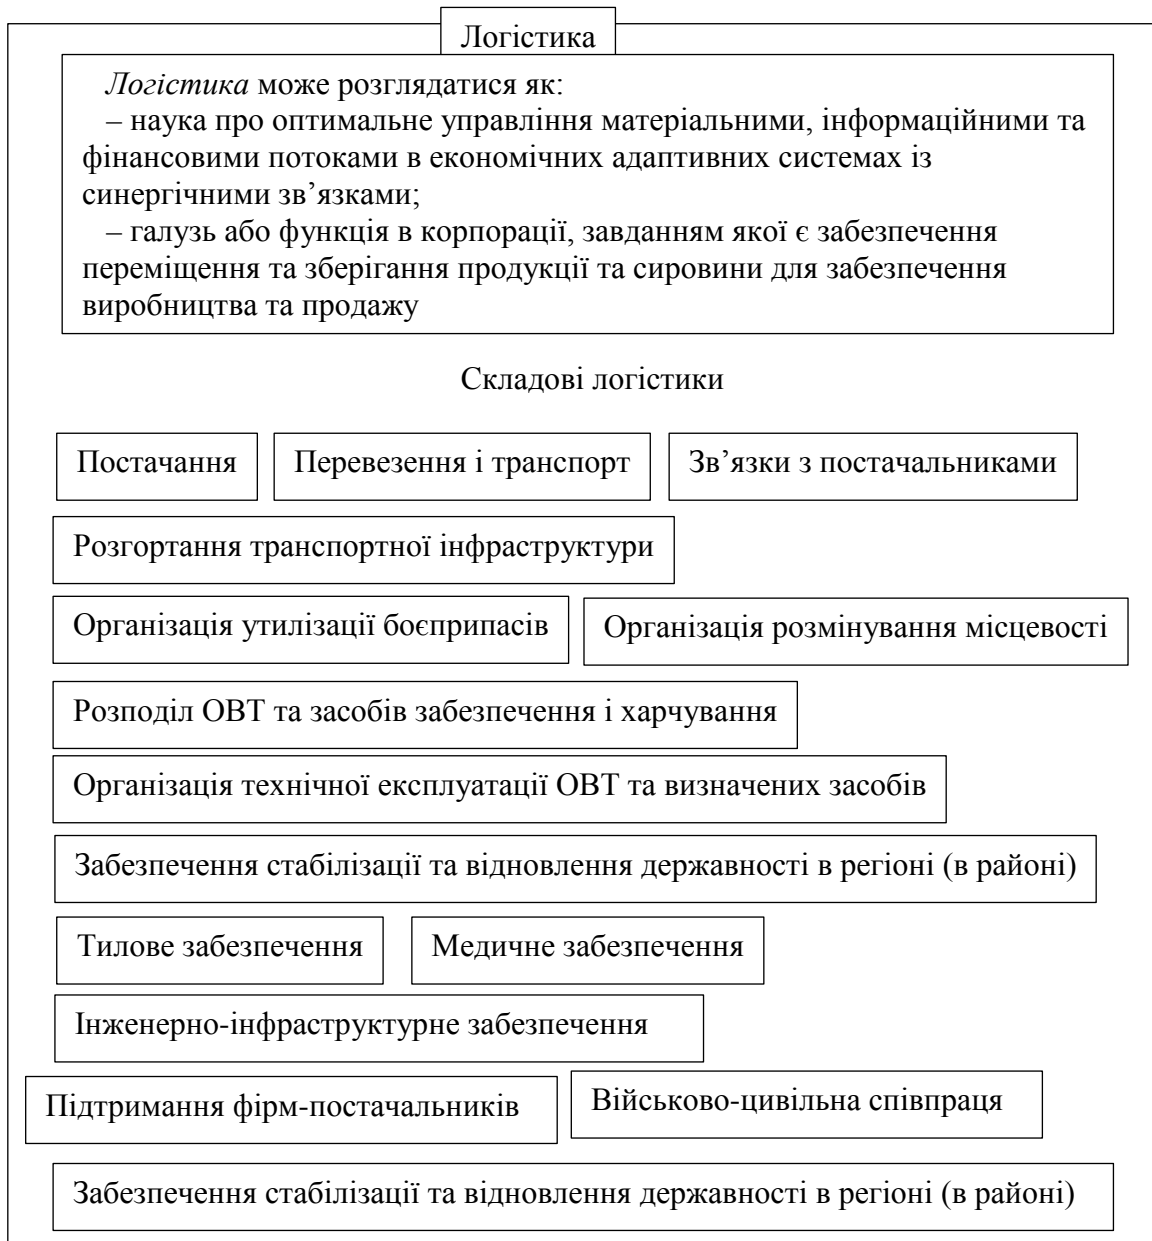 Логістика
Логістика може розглядатися як:
– наука про оптимальне управління матеріальними, інформаційними та
фінансовими потоками в економічних адаптивних системах із
синергічними зв’язками;
– галузь або функція в корпорації, завданням якої є забезпечення
переміщення та зберігання продукції та сировини для забезпечення
виробництва та продажу
Складові логістики
Постачання
Перевезення і транспорт
Зв’язки з постачальниками
Розгортання транспортної інфраструктури
Організація утилізації боєприпасів
Організація розмінування місцевості
Розподіл ОВТ та засобів забезпечення і харчування
Організація технічної експлуатації ОВТ та визначених засобів
Забезпечення стабілізації та відновлення державності в регіоні (в районі)
Тилове забезпечення
Медичне забезпечення
Інженерно-інфраструктурне забезпечення
Підтримання фірм-постачальників
Військово-цивільна співпраця
Забезпечення стабілізації та відновлення державності в регіоні (в районі)